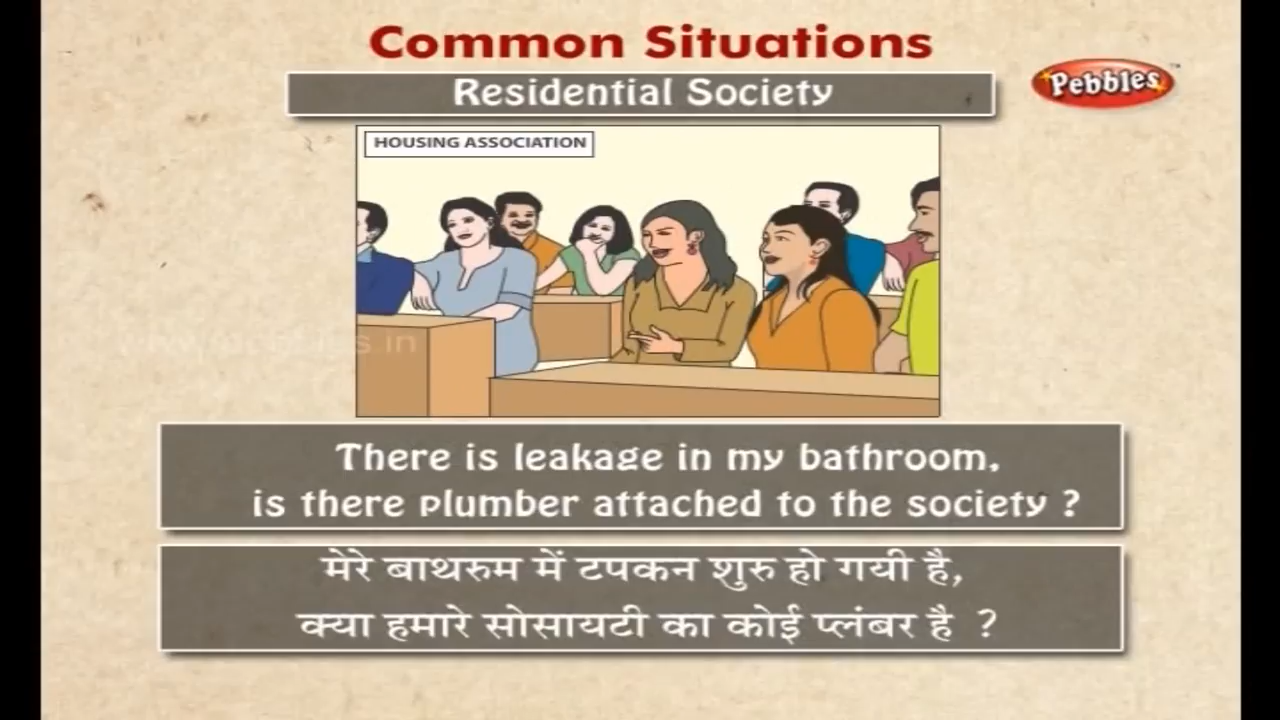 Common Situations
Residential Society
Pebbles™
HOUSING ASSOCIATION
There is leakage in my bathroom,
is there plumber attached to the society ?
मेरे बाथरुम में टपकन शुरु हो गयी है,
क्या हमारे सोसायटी का कोई प्लंबर है ?